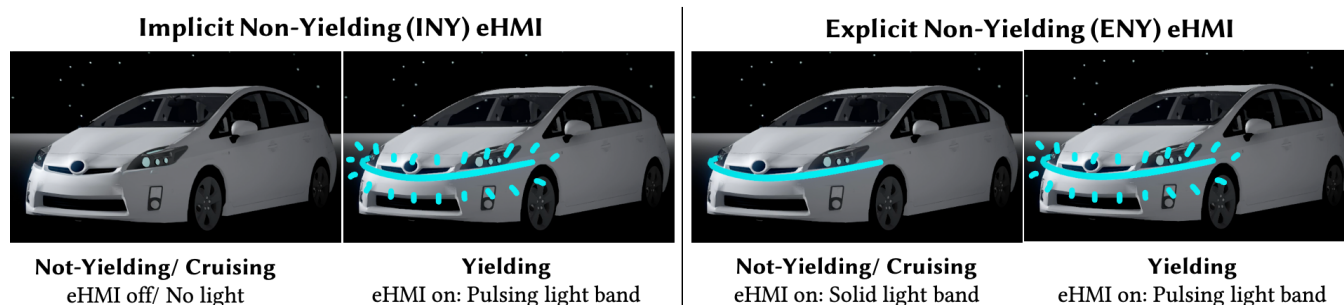 Implicit Non-Yielding (INY) eHMI
Not-Yielding/ Cruising
eHMI off/ No light
Yielding
eHMI on: Pulsing light band
Explicit Non-Yielding (ENY) eHMI
Not-Yielding/ Cruising
eHMI on: Solid light band
Yielding
eHMI on: Pulsing light band